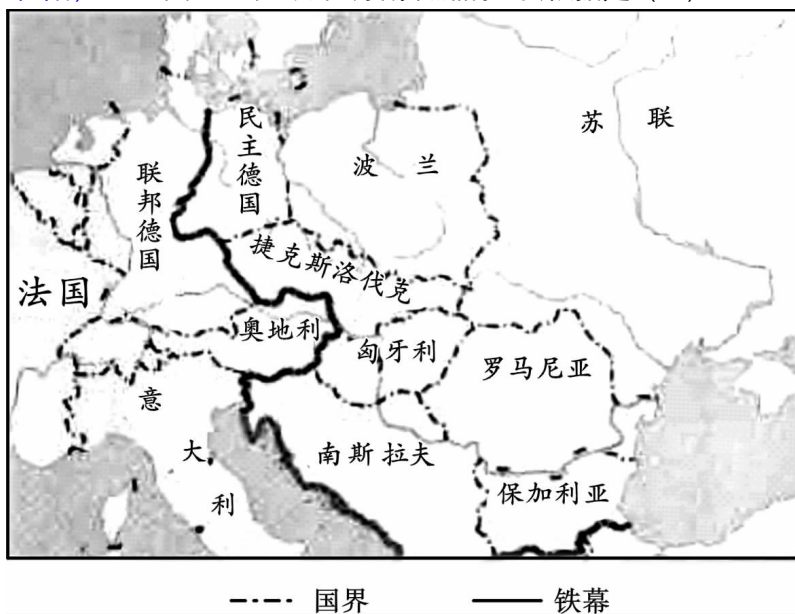 民主德国
波兰
苏联
联邦德国
捷克斯洛伐克
法国
奥地利
匈牙利
罗马尼亚
意大利
南斯拉夫
保加利亚
国界
铁幕